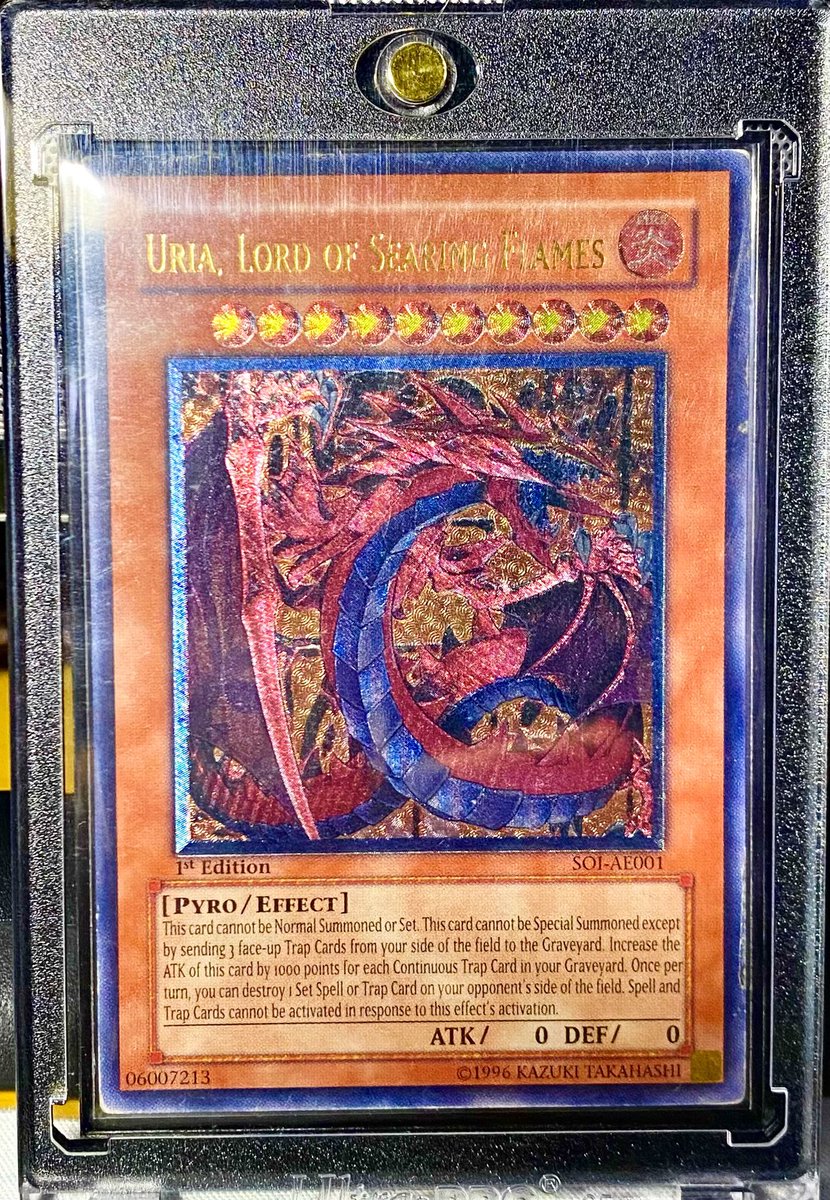 URIA, LORD OF SEARING FLAMES
炎
1st Edition
SOI-AE001
[PYRO/EFFECT]
This card cannot be Normal Summoned or Set. This card cannot be Special Summoned except
by sending 3 face-up Trap Cards from your side of the field to the Graveyard. Increase the
ATK of this card by 1000 points for each Continuous Trap Card in your Graveyard. Once per
turn, you can destroy 1 Set Spell or Trap Card on your opponent's side of the field. Spell and
Trap Cards cannot be activated in response to this effect's activation.
ATK/ 0 DEF/ 0
06007213
©1996 KAZUKI TAKAHASHI